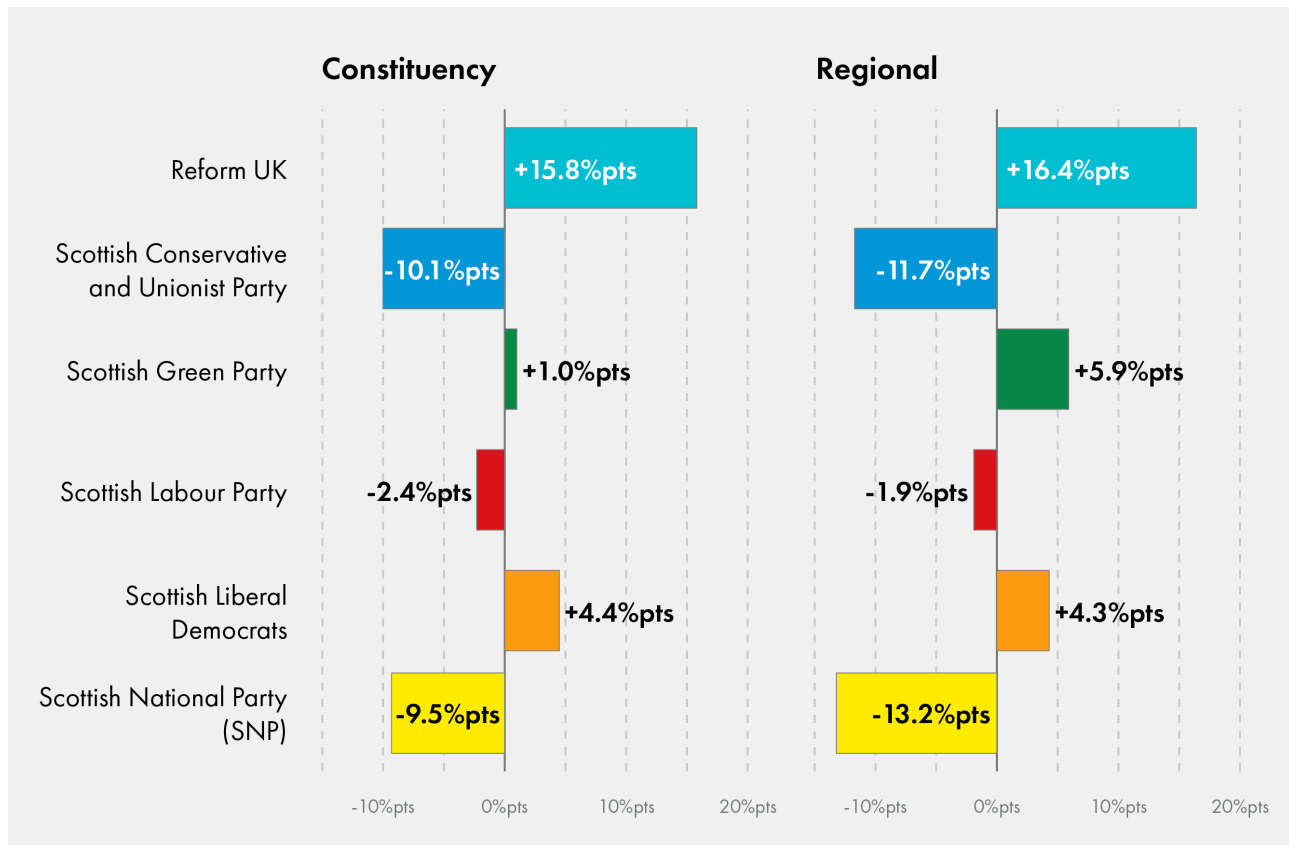 Constituency
Regional
Reform UK
+15.8%pts
+16.4%pts
Scottish Conservative
and Unionist Party
-10.1%pts
-11.7%pts
Scottish Green Party
+1.0%pts
+5.9%pts
Scottish Labour Party
-2.4%pts
-1.9%pts
Scottish Liberal
Democrats
+4.4%pts
+4.3%pts
Scottish National Party
(SNP)
-9.5%pts
-13.2%pts
-10%pts
0%pts
10%pts
20%pts
-10%pts
0%pts
10%pts
20%pts